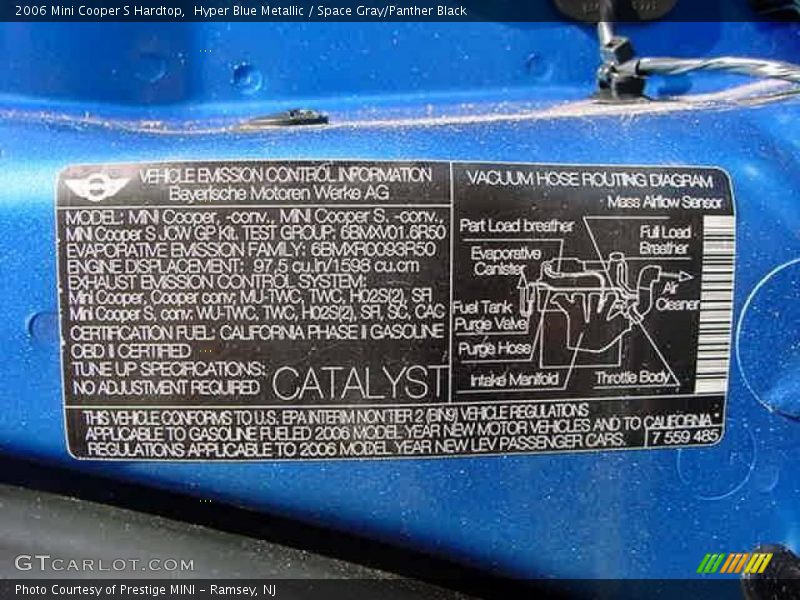 2006 Mini Cooper S Hardtop,  Hyper Blue Metallic / Space Gray/Panther Black
VEHICLE EMISSION CONTROL INFORMATION
Bayerische Motoren Werke AG
MODEL: MINI Cooper, -conv., MINI Cooper S, -conv.,
MINI Cooper S JCW GP Kit. TEST GROUP: 6BMXV01.6R50
EVAPORATIVE EMISSION FAMILY: 6BMXR0093R50
ENGINE DISPLACEMENT: 97,5 cu.in/1598 cu.cm
EXHAUST EMISSION CONTROL SYSTEM:
Mini Cooper, Cooper conv: MU-TWC, TWC, HO2S(2), SFI
Mini Cooper S, conv: WU-TWC, TWC, HO2S(2), SFI, SC, CAC
CERTIFICATION FUEL: CALIFORNIA PHASE II GASOLINE
OBD II CERTIFIED
TUNE UP SPECIFICATIONS:
NO ADJUSTMENT REQUIRED
CATALYST
VACUUM HOSE ROUTING DIAGRAM
Mass Airflow Sensor
Part Load breather
Full Load
Breather
Evaporative
Canister
Air
Cleaner
Fuel Tank
Purge Valve
Purge Hose
Intake Manifold
Throttle Body
THIS VEHICLE CONFORMS TO U.S. EPA INTERIM NON TIER 2 (BIN9) VEHICLE REGULATIONS
APPLICABLE TO GASOLINE FUELED 2006 MODEL YEAR NEW MOTOR VEHICLES AND TO CALIFORNIA
REGULATIONS APPLICABLE TO 2006 MODEL YEAR NEW LEV PASSENGER CARS.
7 559 485
GTCARLOT.COM
Photo Courtesy of Prestige MINI - Ramsey, NJ